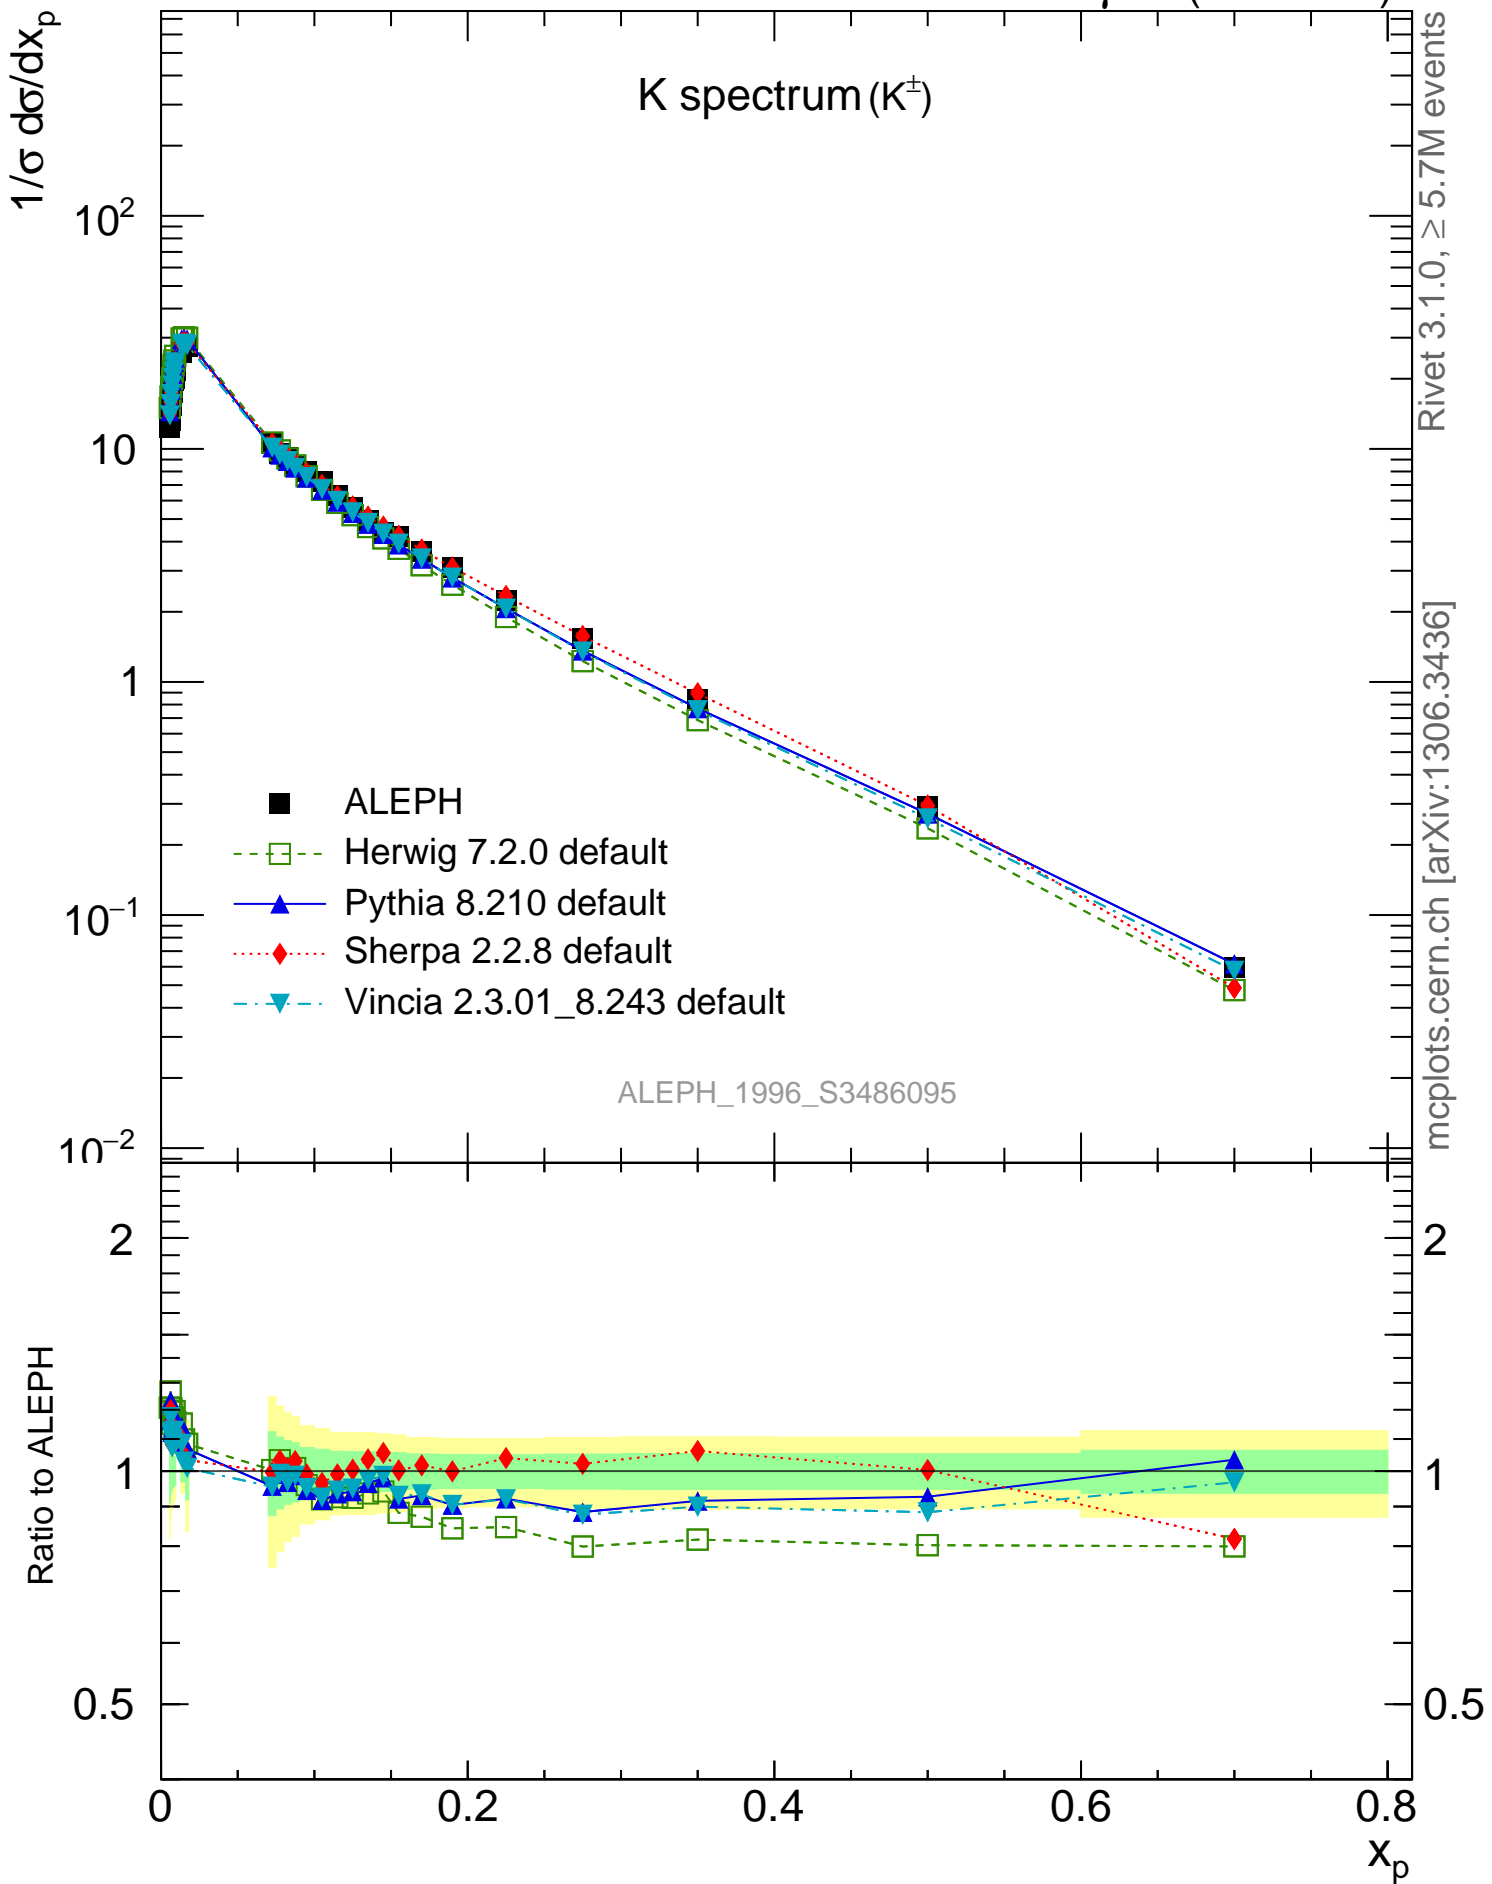 K spectrum (K±)
1/σ dσ/dxₚ
10²
10
1
10⁻¹
10⁻²
ALEPH
Herwig 7.2.0 default
Pythia 8.210 default
Sherpa 2.2.8 default
Vincia 2.3.01_8.243 default
ALEPH_1996_S3486095
Rivet 3.1.0, ≥ 5.7M events
mcplots.cern.ch [arXiv:1306.3436]
Ratio to ALEPH
2
1
0.5
2
1
0.5
0 0.2 0.4 0.6 0.8
xₚ